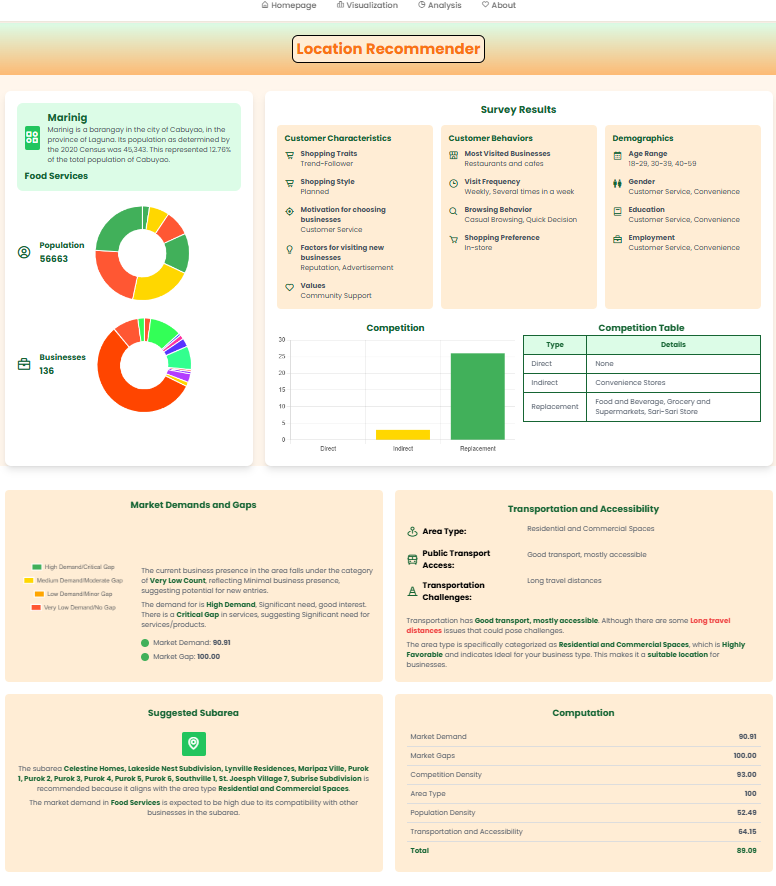 Homepage
Visualization
Analysis
About
Location Recommender
Marinig
Marinig is a barangay in the city of Cabuyao, in the
province of Laguna. Its population as determined by
the 2020 Census was 45,343. This represented 12.76%
of the total population of Cabuyao.
Food Services
Population
56663
Businesses
136
Survey Results
Customer Characteristics
Shopping Traits
Trend-Follower
Shopping Style
Planned
Motivation for choosing
businesses
Customer Service
Factors for visiting new
businesses
Reputation, Advertisement
Values
Community Support
Customer Behaviors
Most Visited Businesses
Restaurants and cafes
Visit Frequency
Weekly, Several times in a week
Browsing Behavior
Casual Browsing, Quick Decision
Shopping Preference
In-store
Demographics
Age Range
18-29, 30-39, 40-59
Gender
Customer Service, Convenience
Education
Customer Service, Convenience
Employment
Customer Service, Convenience
Competition
30
25
20
15
10
5
0
Direct
Indirect
Replacement
Competition Table
Type Details
Direct None
Indirect Convenience Stores
Replacement Food and Beverage, Grocery and
Supermarkets, Sari-Sari Store
Market Demands and Gaps
High Demand/Critical Gap
Medium Demand/Moderate Gap
Low Demand/Minor Gap
Very Low Demand/No Gap
The current business presence in the area falls under the category
of Very Low Count, reflecting Minimal business presence,
suggesting potential for new entries.
The demand for is High Demand, Significant need, good interest.
There is a Critical Gap in services, suggesting Significant need for
services/products.
Market Demand: 90.91
Market Gap: 100.00
Transportation and Accessibility
Area Type: Residential and Commercial Spaces
Public Transport
Access:
Good transport, mostly accessible
Transportation
Challenges:
Long travel distances
Transportation has Good transport, mostly accessible. Although there are some Long travel
distances issues that could pose challenges.
The area type is specifically categorized as Residential and Commercial Spaces, which is Highly
Favorable and indicates ideal for your business type. This makes it a suitable location for
businesses.
Suggested Subarea
The subarea Celestine Homes, Lakeside Nest Subdivision, Lynville Residences, Maripaz Ville, Purok
1, Purok 2, Purok 3, Purok 4, Purok 5, Purok 6, Southville 1, St. Joesph Village 7, Subrise Subdivision is
recommended because it aligns with the area type Residential and Commercial Spaces.
The market demand in Food Services is expected to be high due to its compatibility with other
businesses in the subarea.
Computation
Market Demand 90.91
Market Gaps 100.00
Competition Density 93.00
Area Type 100
Population Density 52.49
Transportation and Accessibility 64.15
Total 89.09